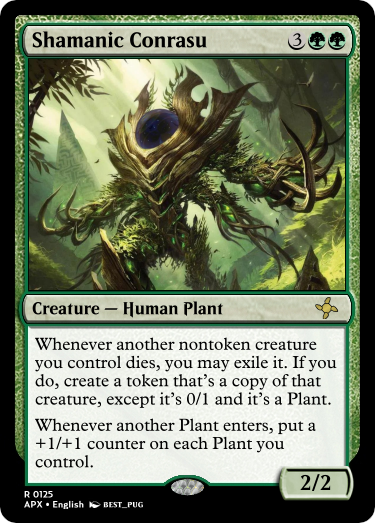 Shamanic Conrasu 3
Creature — Human Plant
Whenever another nontoken creature
you control dies, you may exile it. If you
do, create a token that's a copy of that
creature, except it's 0/1 and it's a Plant.
Whenever another Plant enters, put a
+1/+1 counter on each Plant you
control.
2/2
R 0125
APX • English BEST_PUG